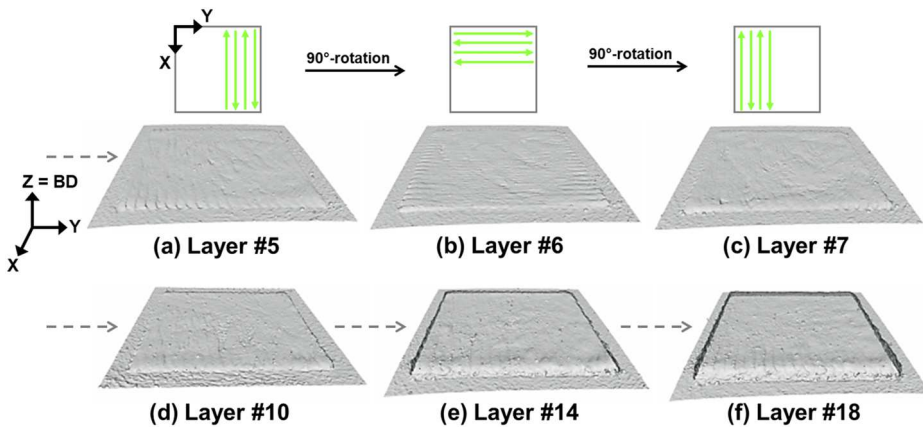 Y
X
90°-rotation
90°-rotation
Z = BD
Y
X
(a) Layer #5
(b) Layer #6
(c) Layer #7
(d) Layer #10
(e) Layer #14
(f) Layer #18